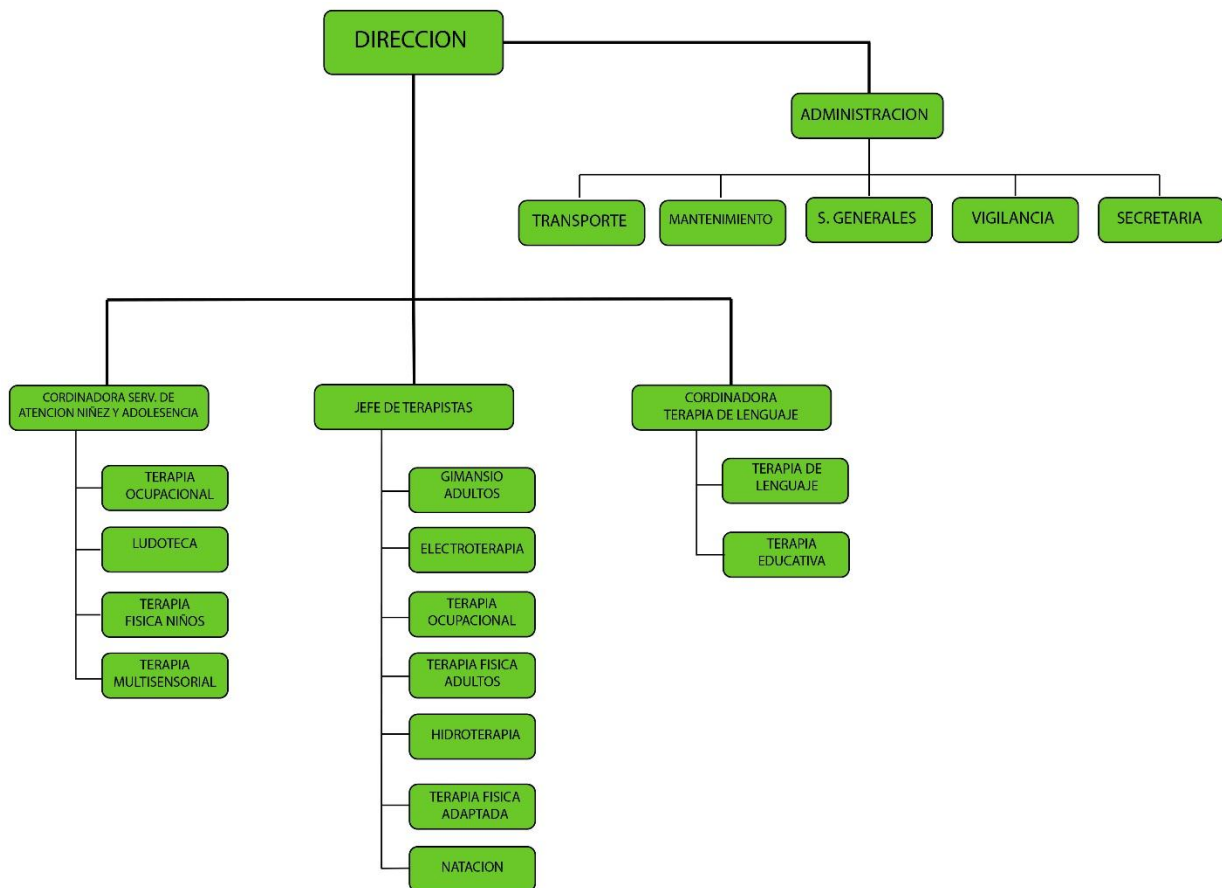 DIRECCION
ADMINISTRACION
TRANSPORTE
MANTENIMIENTO
S. GENERALES
VIGILANCIA
SECRETARIA
CORDINADORA SERV. DE
ATENCION NIÑEZ Y ADOLESENCIA
TERAPIA
OCUPACIONAL
LUDOTECA
TERAPIA
FISICA NIÑOS
TERAPIA
MULTISENSORIAL
JEFE DE TERAPISTAS
GIMANSIO
ADULTOS
ELECTROTERAPIA
TERAPIA
OCUPACIONAL
TERAPIA FISICA
ADULTOS
HIDROTERAPIA
TERAPIA FISICA
ADAPTADA
NATACION
CORDINADORA
TERAPIA DE LENGUAJE
TERAPIA DE
LENGUAJE
TERAPIA
EDUCATIVA